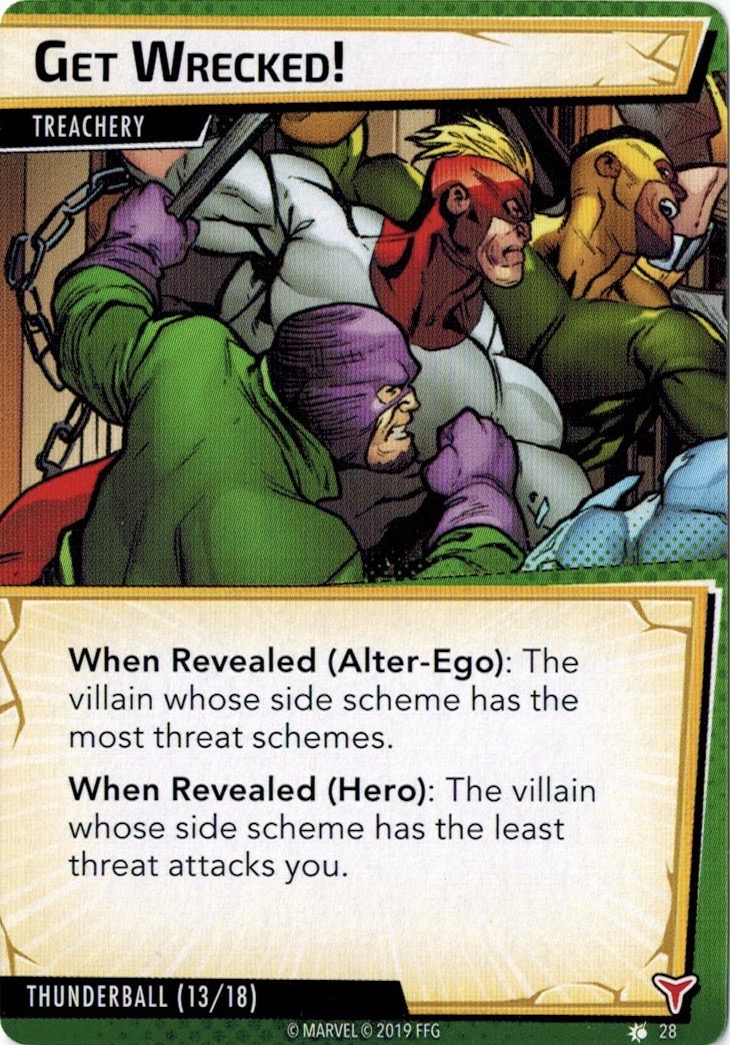 GET WRECKED!
TREACHERY
When Revealed (Alter-Ego): The
villain whose side scheme has the
most threat schemes.
When Revealed (Hero): The villain
whose side scheme has the least
threat attacks you.
THUNDERBALL (13/18)
© MARVEL © 2019 FFG
28